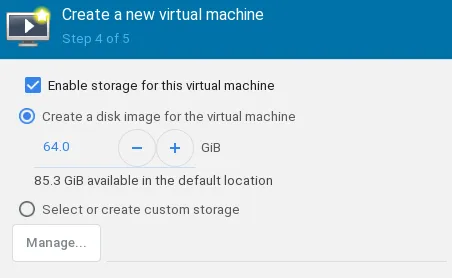 Create a new virtual machine
Step 4 of 5
Enable storage for this virtual machine
Create a disk image for the virtual machine
64.0 − + GiB
85.3 GiB available in the default location
Select or create custom storage
Manage...